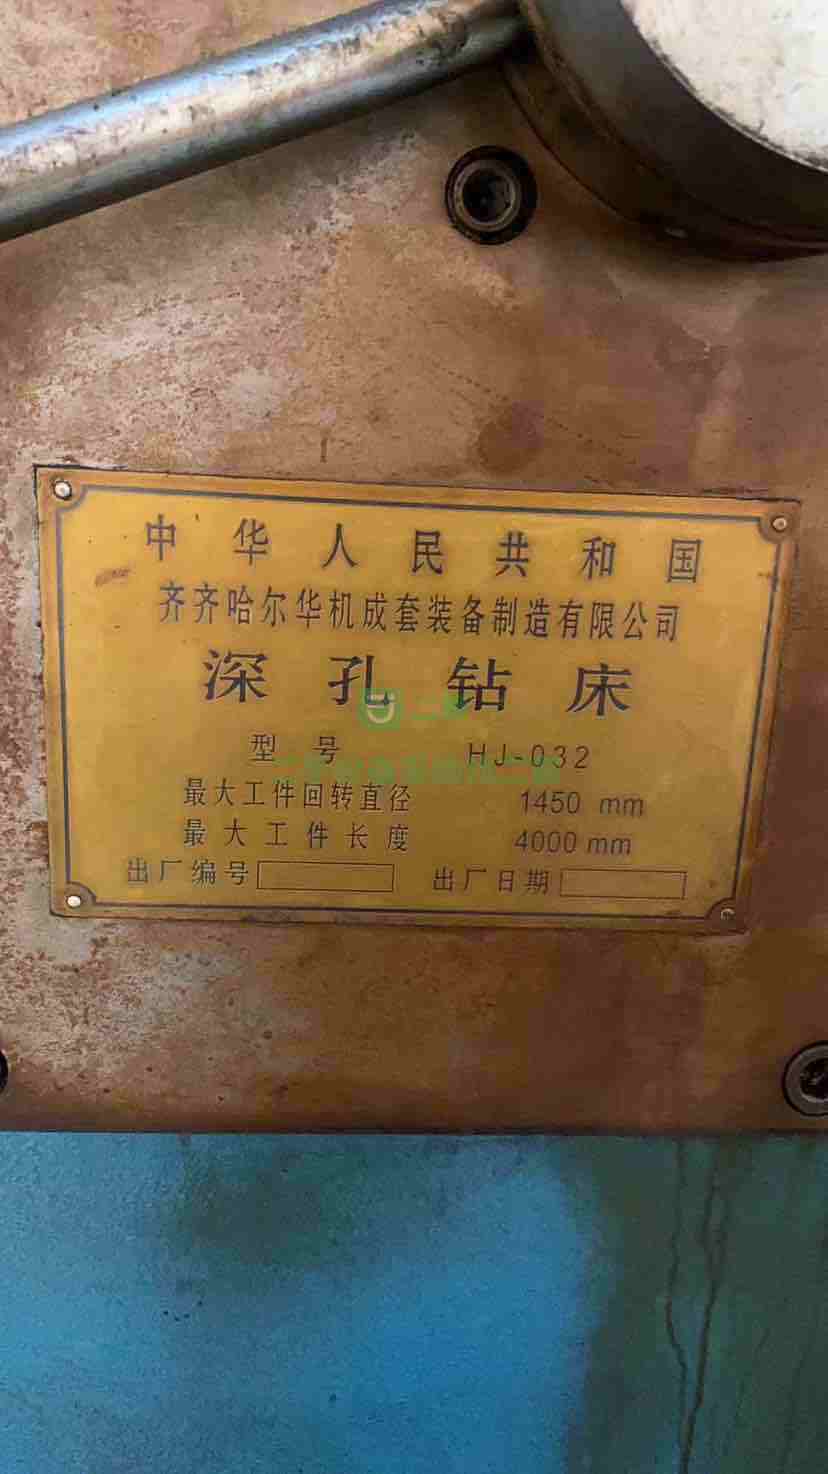 中华人民共和国
齐齐哈尔华机成套装备制造有限公司
深孔钻床
型号 HJ-032
最大工件回转直径 1450 mm
最大工件长度 4000 mm
出厂编号 出厂日期